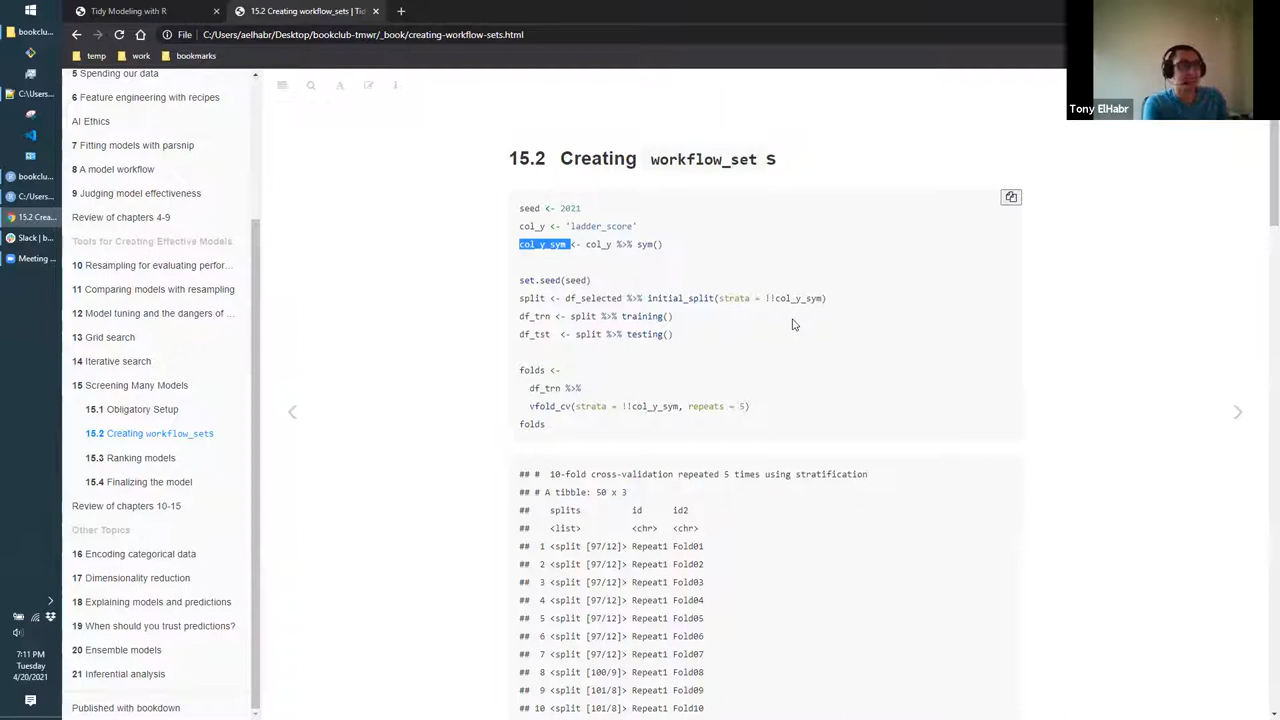 Tidy Modeling with R
15.2 Creating workflow_sets | Tid
File
C:/Users/aelhabr/Desktop/bookclub-tmwr/_book/creating-workflow-sets.html
temp
work
bookmarks
bookclu...
C:\Users...
bookclu...
C:/Users...
15.2 Crea...
Slack | b...
Meeting ...
7:11 PM
Tuesday
4/20/2021
5 Spending our data
6 Feature engineering with recipes
AI Ethics
7 Fitting models with parsnip
8 A model workflow
9 Judging model effectiveness
Review of chapters 4-9
Tools for Creating Effective Models
10 Resampling for evaluating perfor...
11 Comparing models with resampling
12 Model tuning and the dangers of ...
13 Grid search
14 Iterative search
15 Screening Many Models
15.1 Obligatory Setup
15.2 Creating workflow_sets
15.3 Ranking models
15.4 Finalizing the model
Review of chapters 10-15
Other Topics
16 Encoding categorical data
17 Dimensionality reduction
18 Explaining models and predictions
19 When should you trust predictions?
20 Ensemble models
21 Inferential analysis
Published with bookdown
15.2 Creating workflow_set s
seed <- 2021
col_y <- 'ladder_score'
col_y_sym <- col_y %>% sym()
set.seed(seed)
split <- df_selected %>% initial_split(strata = !!col_y_sym)
df_trn <- split %>% training()
df_tst <- split %>% testing()
folds <-
df_trn %>%
vfold_cv(strata = !!col_y_sym, repeats = 5)
folds
## # 10-fold cross-validation repeated 5 times using stratification
## # A tibble: 50 x 3
## splits id id2
## <list> <chr> <chr>
## 1 <split [97/12]> Repeat1 Fold01
## 2 <split [97/12]> Repeat1 Fold02
## 3 <split [97/12]> Repeat1 Fold03
## 4 <split [97/12]> Repeat1 Fold04
## 5 <split [97/12]> Repeat1 Fold05
## 6 <split [97/12]> Repeat1 Fold06
## 7 <split [97/12]> Repeat1 Fold07
## 8 <split [100/9]> Repeat1 Fold08
## 9 <split [101/8]> Repeat1 Fold09
## 10 <split [101/8]> Repeat1 Fold10
Tony ElHabr